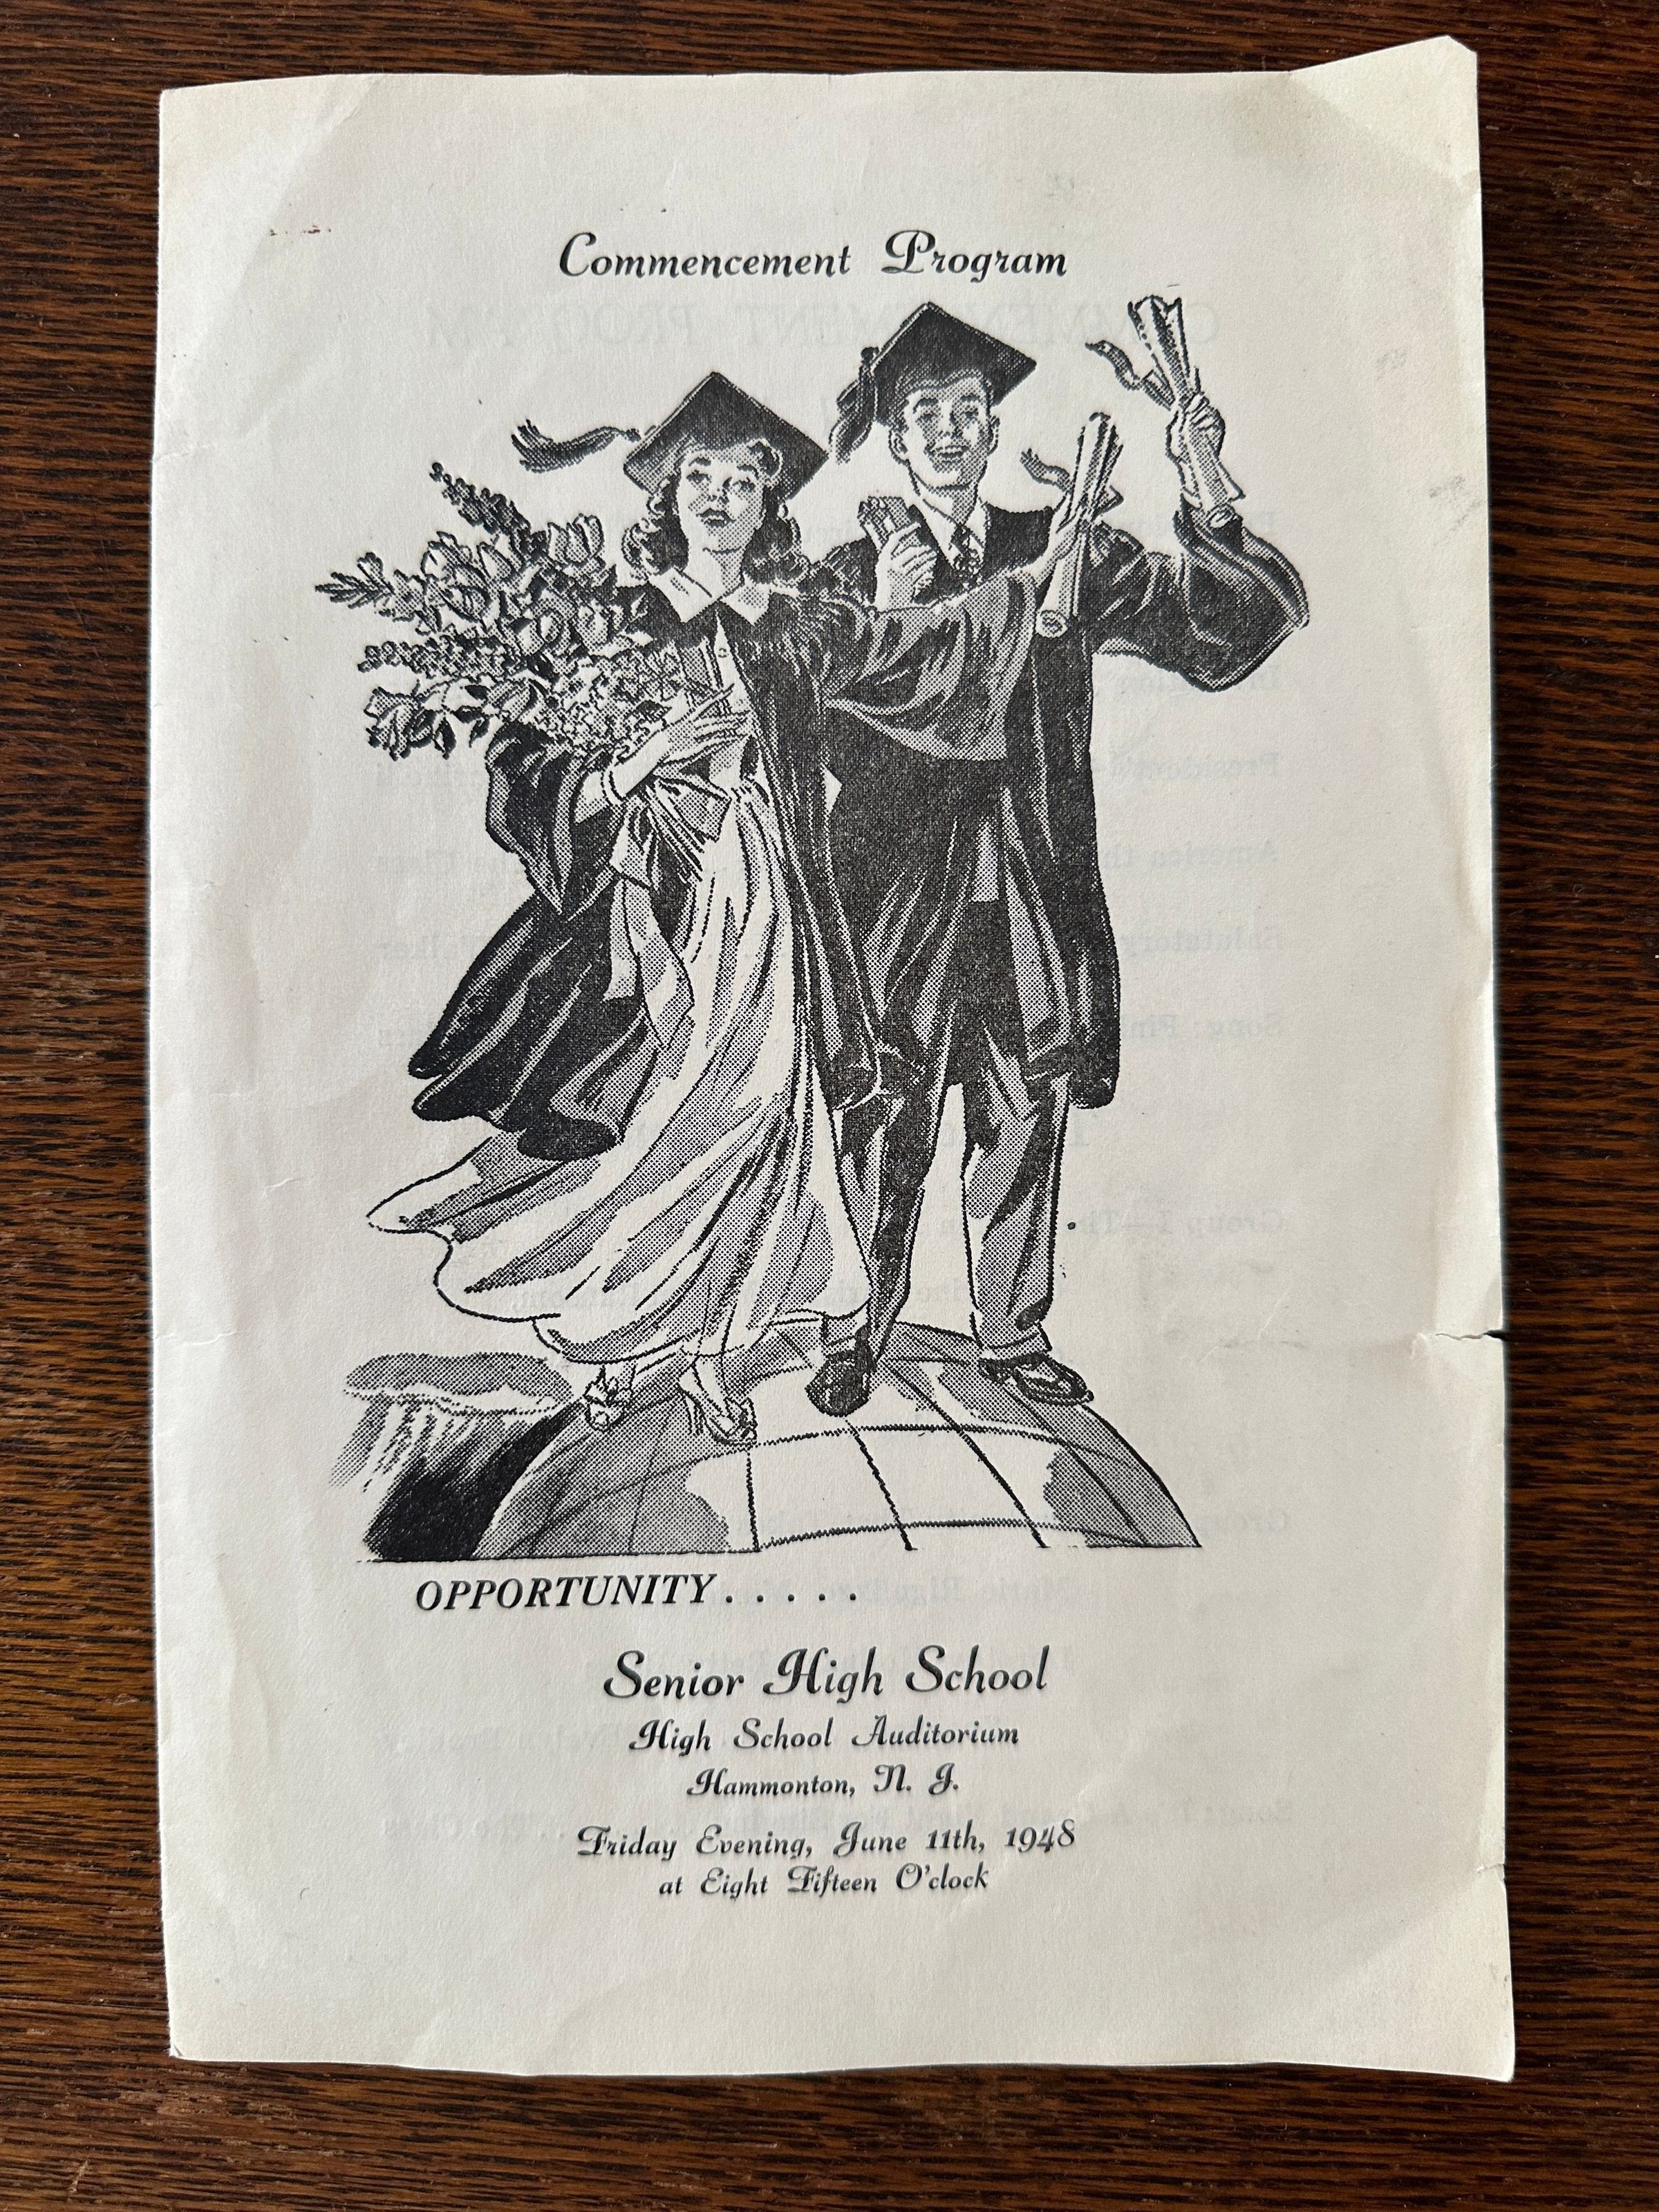 Commencement Program
OPPORTUNITY.....
Senior High School
High School Auditorium
Hammonton, N. J.
Friday Evening, June 11th, 1948
at Eight Fifteen O'clock